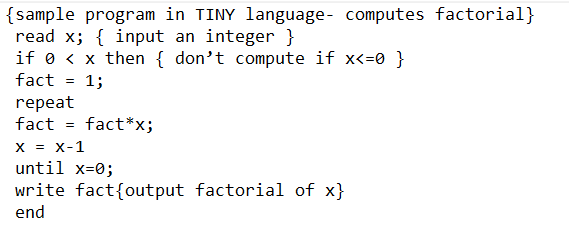 {sample program in TINY language- computes factorial}
read x; { input an integer }
if 0 < x then { don’t compute if x<=0 }
fact = 1;
repeat
fact = fact*x;
x = x-1
until x=0;
write fact{output factorial of x}
end